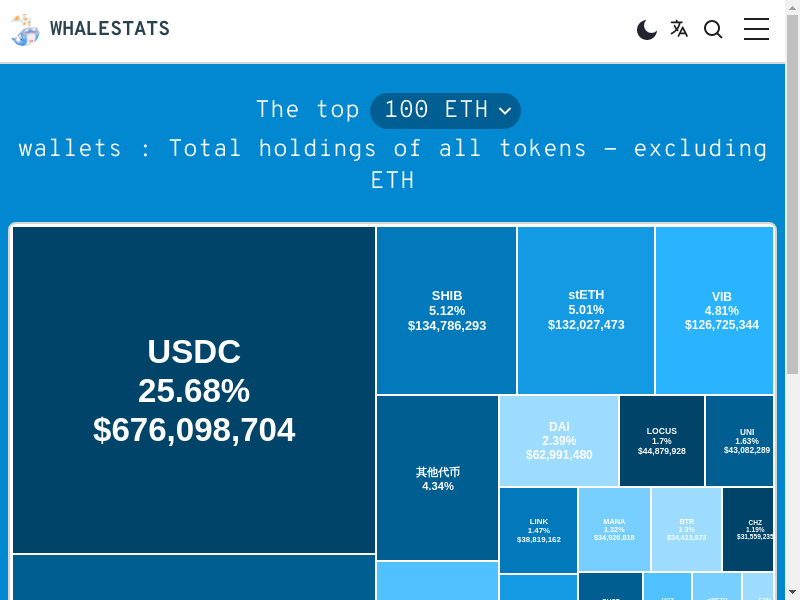 WHALESTATS
The top 100 ETH
wallets : Total holdings of all tokens – excluding
ETH
USDC
25.68%
$676,098,704
SHIB
5.12%
$134,786,293
stETH
5.01%
$132,027,473
VIB
4.81%
$126,725,344
其他代币
4.34%
DAI
2.39%
$62,991,480
LOCUS
1.7%
$44,879,928
UNI
1.63%
$43,082,289
LINK
1.47%
$38,819,162
MANA
1.32%
$34,926,818
BTR
1.3%
$34,413,972
CHZ
1.19%
$31,559,235